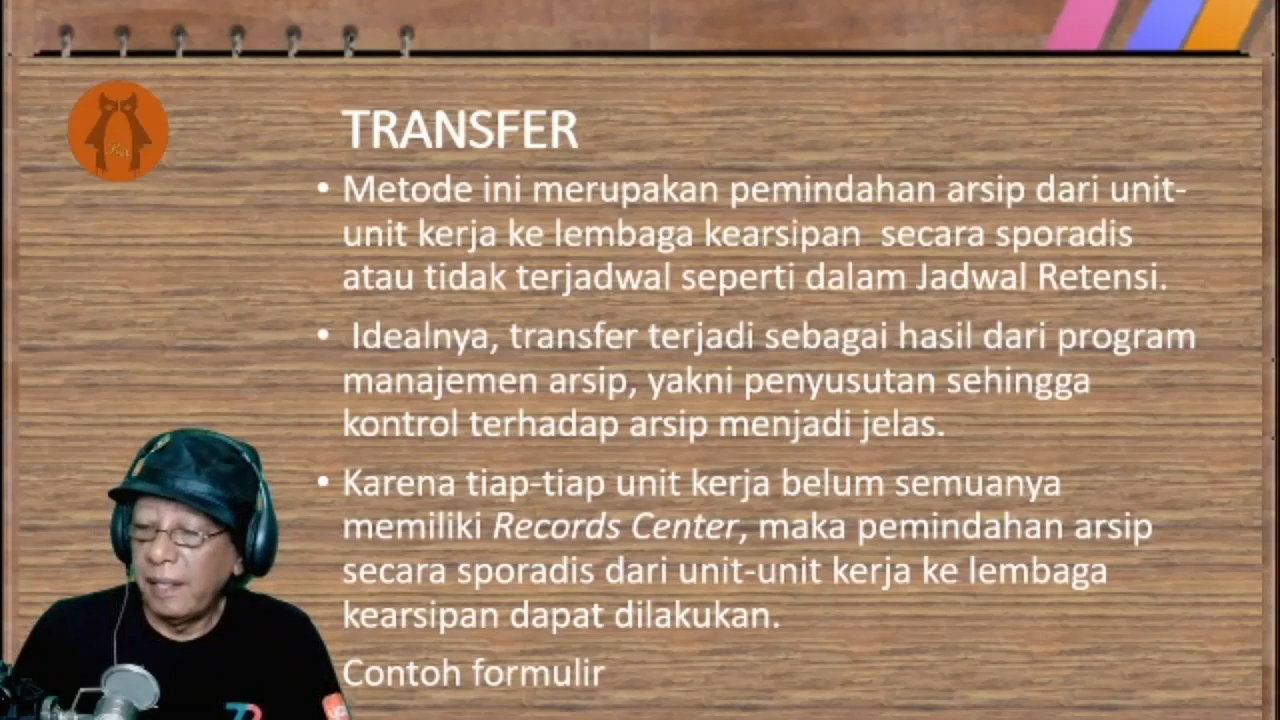 TRANSFER
• Metode ini merupakan pemindahan arsip dari unit-
unit kerja ke lembaga kearsipan secara sporadis
atau tidak terjadwal seperti dalam Jadwal Retensi.
• Idealnya, transfer terjadi sebagai hasil dari program
manajemen arsip, yakni penyusutan sehingga
kontrol terhadap arsip menjadi jelas.
• Karena tiap-tiap unit kerja belum semuanya
memiliki Records Center, maka pemindahan arsip
secara sporadis dari unit-unit kerja ke lembaga
kearsipan dapat dilakukan.
Contoh formulir